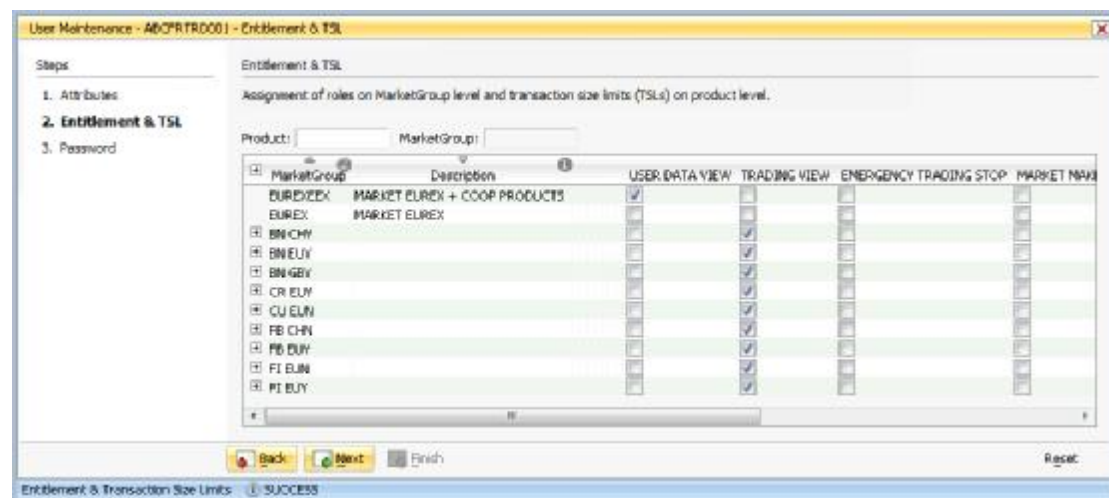 User Maintenance - ABCFRTRD001 - Entitlement & TSL
Steps
1. Attributes
2. Entitlement & TSL
3. Password
Entitlement & TSL
Assignment of roles on MarketGroup level and transaction size limits (TSLs) on product level.
Product: MarketGroup:
MarketGroup Description USER DATA VIEW TRADING VIEW EMERGENCY TRADING STOP MARKET MAKI
EUREXEEX MARKET EUREX + COOP PRODUCTS
EUREX MARKET EUREX
BN CHY
BN EUY
BN GBY
CR EUY
CU EUN
FB CHN
FB EUY
FI EUN
FI EUY
Back Next Finish Reset
Entitlement & Transaction Size Limits SUCCESS